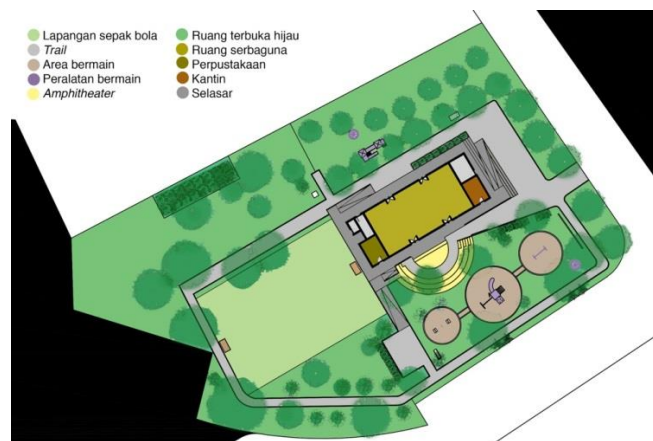 Lapangan sepak bola
Trail
Area bermain
Peralatan bermain
Amphitheater
Ruang terbuka hijau
Ruang serbaguna
Perpustakaan
Kantin
Selasar